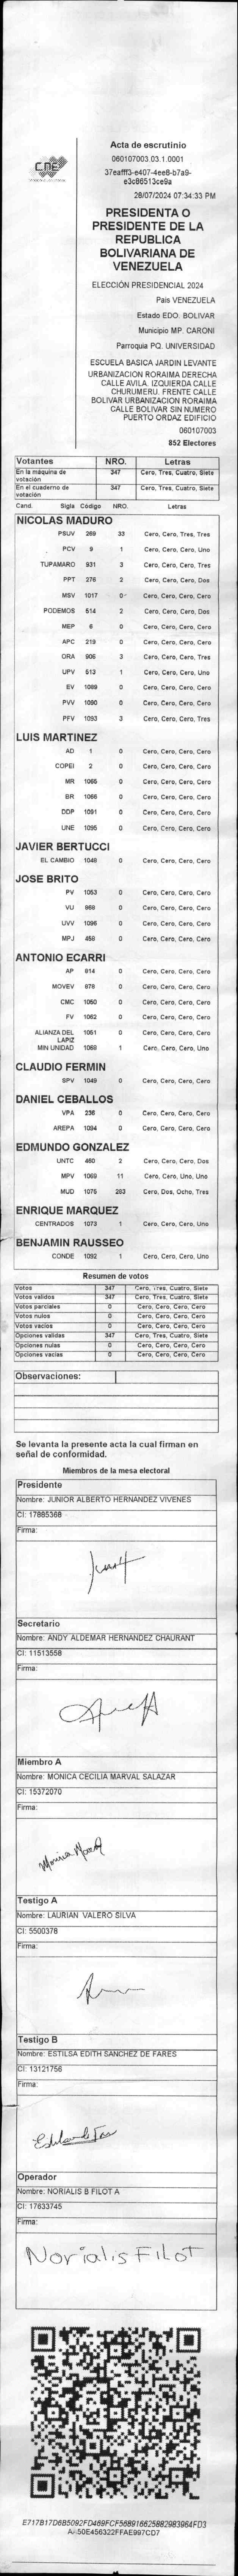 CNE
Acta de escrutinio
060107003.03.1.0001
37eafff3-e407-4ee6-b7a9-
e3c86513ce9a
28/07/2024 07:34:33 PM
PRESIDENTA O
PRESIDENTE DE LA
REPUBLICA
BOLIVARIANA DE
VENEZUELA
ELECCIÓN PRESIDENCIAL 2024
Pais VENEZUELA
Estado EDO. BOLIVAR
Municipio MP. CARONI
Parroquia PQ. UNIVERSIDAD
ESCUELA BASICA JARDIN LEVANTE
URBANIZACION RORAIMA DERECHA
CALLE AVILA. IZQUIERDA CALLE
CHURUMERU. FRENTE CALLE
BOLIVAR URBANIZACION RORAIMA
CALLE BOLIVAR SIN NUMERO
PUERTO ORDAZ EDIFICIO
060107003
852 Electores
Votantes NRO. Letras
En la máquina de votación 347 Cero, Tres, Cuatro, Siete
En el cuaderno de votación 347 Cero, Tres, Cuatro, Siete
Cand. Sigla Código NRO. Letras
NICOLAS MADURO
PSUV 269 33 Cero, Cero, Tres, Tres
PCV 9 1 Cero, Cero, Cero, Uno
TUPAMARO 931 3 Cero, Cero, Cero, Tres
PPT 276 2 Cero, Cero, Cero, Dos
MSV 1017 0 Cero, Cero, Cero, Cero
PODEMOS 514 2 Cero, Cero, Cero, Dos
MEP 6 0 Cero, Cero, Cero, Cero
APC 219 0 Cero, Cero, Cero, Cero
ORA 906 3 Cero, Cero, Cero, Tres
UPV 513 1 Cero, Cero, Cero, Uno
EV 1089 0 Cero, Cero, Cero, Cero
PVV 1090 0 Cero, Cero, Cero, Cero
PFV 1093 3 Cero, Cero, Cero, Tres
LUIS MARTINEZ
AD 1 0 Cero, Cero, Cero, Cero
COPEI 2 0 Cero, Cero, Cero, Cero
MR 1065 0 Cero, Cero, Cero, Cero
BR 1066 0 Cero, Cero, Cero, Cero
DDP 1091 0 Cero, Cero, Cero, Cero
UNE 1095 0 Cero, Cero, Cero, Cero
JAVIER BERTUCCI
EL CAMBIO 1048 0 Cero, Cero, Cero, Cero
JOSE BRITO
PV 1053 0 Cero, Cero, Cero, Cero
VU 868 0 Cero, Cero, Cero, Cero
UVV 1096 0 Cero, Cero, Cero, Cero
MPJ 458 0 Cero, Cero, Cero, Cero
ANTONIO ECARRI
AP 814 0 Cero, Cero, Cero, Cero
MOVEV 878 0 Cero, Cero, Cero, Cero
CMC 1050 0 Cero, Cero, Cero, Cero
FV 1052 0 Cero, Cero, Cero, Cero
ALIANZA DEL LAPIZ 1051 0 Cero, Cero, Cero, Cero
MIN UNIDAD 1068 1 Cero, Cero, Cero, Uno
CLAUDIO FERMIN
SPV 1049 0 Cero, Cero, Cero, Cero
DANIEL CEBALLOS
VPA 236 0 Cero, Cero, Cero, Cero
AREPA 1094 0 Cero, Cero, Cero, Cero
EDMUNDO GONZALEZ
UNTC 460 2 Cero, Cero, Cero, Dos
MPV 1069 11 Cero, Cero, Uno, Uno
MUD 1075 283 Cero, Dos, Ocho, Tres
ENRIQUE MARQUEZ
CENTRADOS 1073 1 Cero, Cero, Cero, Uno
BENJAMIN RAUSSEO
CONDE 1092 1 Cero, Cero, Cero, Uno
Resumen de votos
Votos 347 Cero, Tres, Cuatro, Siete
Votos validos 347 Cero, Tres, Cuatro, Siete
Votos parciales 0 Cero, Cero, Cero, Cero
Votos nulos 0 Cero, Cero, Cero, Cero
Votos vacios 0 Cero, Cero, Cero, Cero
Opciones validas 347 Cero, Tres, Cuatro, Siete
Opciones nulas 0 Cero, Cero, Cero, Cero
Opciones vacias 0 Cero, Cero, Cero, Cero
Observaciones:
Se levanta la presente acta la cual firman en
señal de conformidad.
Miembros de la mesa electoral
Presidente
Nombre: JUNIOR ALBERTO HERNANDEZ VIVENES
CI: 17885368
Firma:
Secretario
Nombre: ANDY ALDEMAR HERNANDEZ CHAURANT
CI: 11513558
Firma:
Miembro A
Nombre: MONICA CECILIA MARVAL SALAZAR
CI: 15372070
Firma:
Testigo A
Nombre: LAURIAN VALERO SILVA
CI: 5500378
Firma:
Testigo B
Nombre: ESTILSA EDITH SANCHEZ DE FARES
CI: 13121756
Firma:
Operador
Nombre: NORIALIS B FILOT A
CI: 17633745
Firma:
Norialis Filot